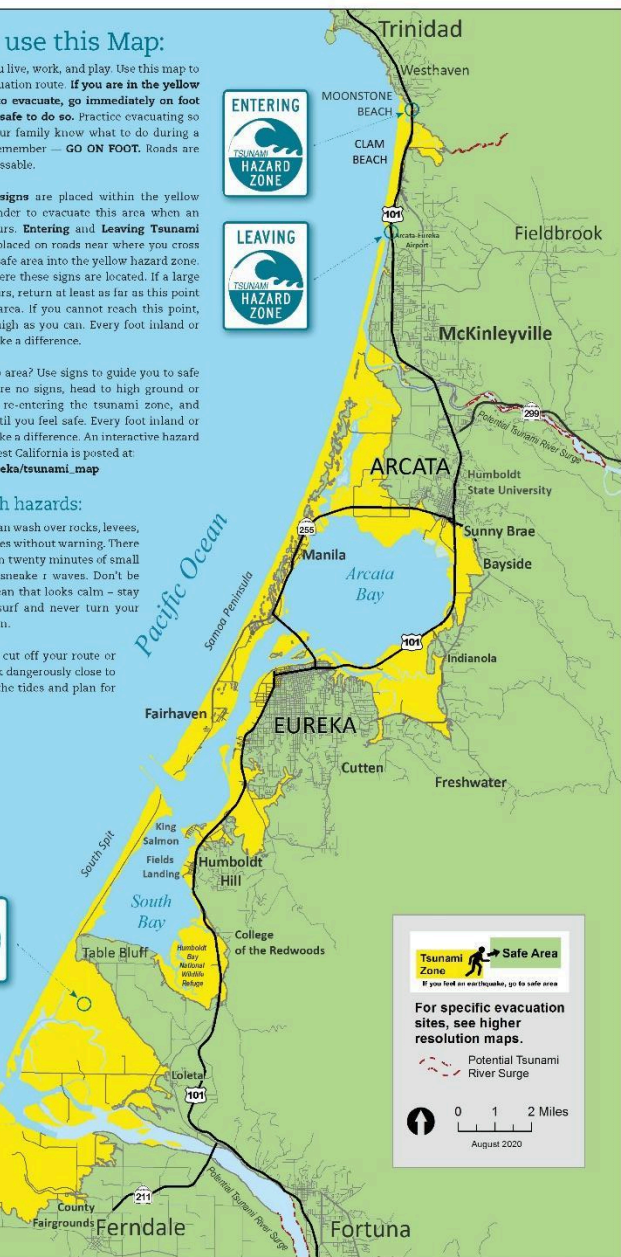 use this Map:
u live, work, and play. Use this map to
uation route. If you are in the yellow
to evacuate, go immediately on foot
safe to do so. Practice evacuating so
ur family know what to do during a
emember — GO ON FOOT. Roads are
ssable.
signs are placed within the yellow
nder to evacuate this area when an
urs. Entering and Leaving Tsunami
placed on roads near where you cross
safe area into the yellow hazard zone.
ere these signs are located. If a large
urs, return at least as far as this point
area. If you cannot reach this point,
high as you can. Every foot inland or
ke a difference.
area? Use signs to guide you to safe
re no signs, head to high ground or
re-entering the tsunami zone, and
til you feel safe. Every foot inland or
ke a difference. An interactive hazard
est California is posted at:
eka/tsunami_map
h hazards:
an wash over rocks, levees,
es without warning. There
n twenty minutes of small
sneake r waves. Don't be
ean that looks calm – stay
surf and never turn your
n.
cut off your route or
k dangerously close to
the tides and plan for
ENTERING
TSUNAMI
HAZARD
ZONE
LEAVING
TSUNAMI
HAZARD
ZONE
Trinidad
Westhaven
MOONSTONE
BEACH
CLAM
BEACH
101
Arcata-Eureka
Airport
Fieldbrook
McKinleyville
299
Potential Tsunami River Surge
ARCATA
Humboldt
State University
255
Sunny Brae
Manila
Bayside
Pacific Ocean
Arcata
Bay
Samoa Peninsula
101
Indianola
Fairhaven
EUREKA
Cutten
Freshwater
King
Salmon
South Spit
Fields
Landing
Humboldt
Hill
South
Bay
College
of the Redwoods
Table Bluff
Humboldt
Bay
National
Wildlife
Refuge
Loleta
101
211
County
Fairgrounds
Ferndale
Potential Tsunami River Surge
Fortuna
Tsunami
Zone
Safe Area
If you feel an earthquake, go to safe area
For specific evacuation
sites, see higher
resolution maps.
Potential Tsunami
River Surge
0 1 2 Miles
August 2020